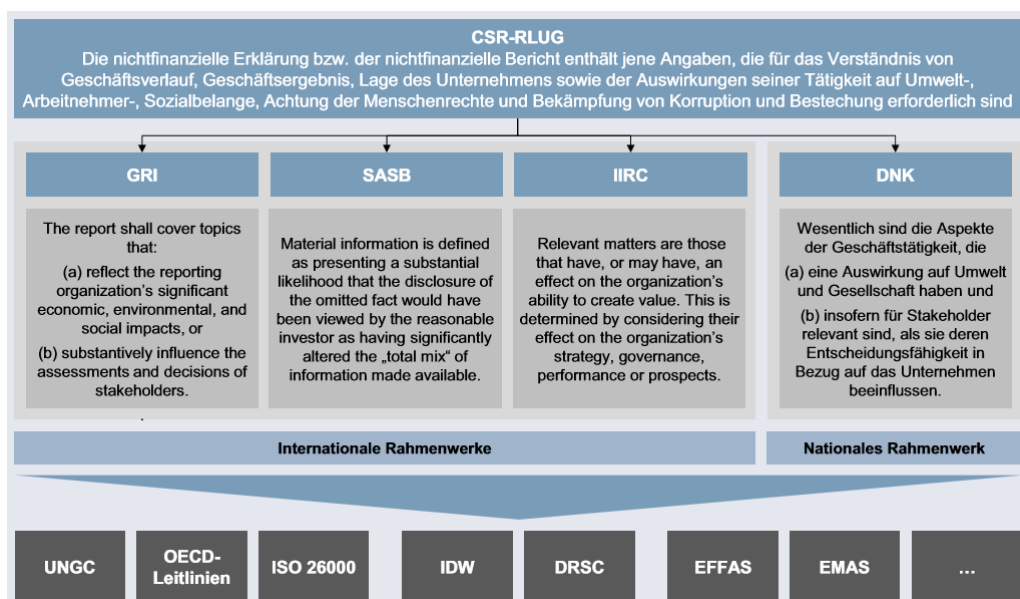 CSR-RLUG
Die nichtfinanzielle Erklärung bzw. der nichtfinanzielle Bericht enthält jene Angaben, die für das Verständnis von
Geschäftsverlauf, Geschäftsergebnis, Lage des Unternehmens sowie der Auswirkungen seiner Tätigkeit auf Umwelt-,
Arbeitnehmer-, Sozialbelange, Achtung der Menschenrechte und Bekämpfung von Korruption und Bestechung erforderlich sind
GRI
The report shall cover topics
that:
(a) reflect the reporting
organization's significant
economic, environmental, and
social impacts, or
(b) substantively influence the
assessments and decisions of
stakeholders.
SASB
Material information is defined
as presenting a substantial
likelihood that the disclosure of
the omitted fact would have
been viewed by the reasonable
investor as having significantly
altered the „total mix“ of
information made available.
IIRC
Relevant matters are those
that have, or may have, an
effect on the organization's
ability to create value. This is
determined by considering their
effect on the organization's
strategy, governance,
performance or prospects.
DNK
Wesentlich sind die Aspekte
der Geschäftstätigkeit, die
(a) eine Auswirkung auf Umwelt
und Gesellschaft haben und
(b) insofern für Stakeholder
relevant sind, als sie deren
Entscheidungsfähigkeit in
Bezug auf das Unternehmen
beeinflussen.
Internationale Rahmenwerke
Nationales Rahmenwerk
UNGC
OECD-
Leitlinien
ISO 26000
IDW
DRSC
EFFAS
EMAS
...